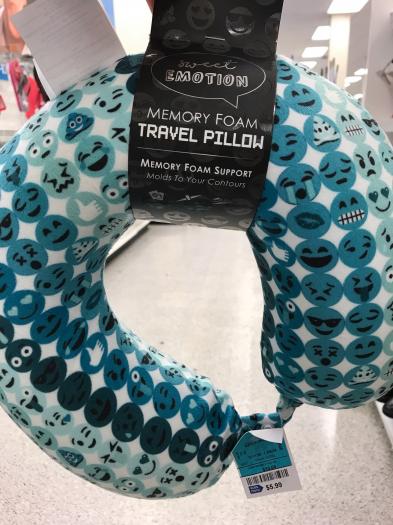 sweet
EMOTION
MEMORY FOAM
TRAVEL PILLOW
MEMORY FOAM SUPPORT
Molds To Your Contours
$5.99